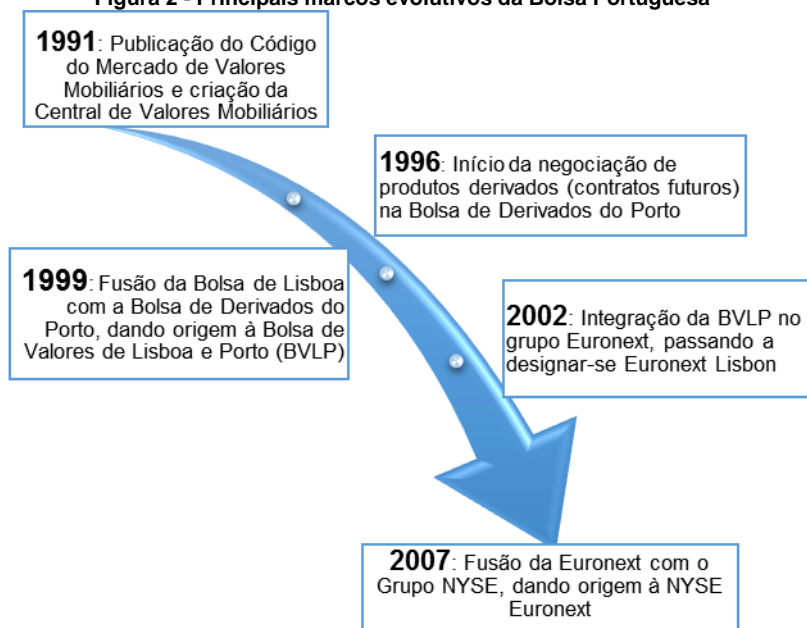 Figura 2 - Principais marcos evolutivos da Bolsa Portuguesa
1991: Publicação do Código
do Mercado de Valores
Mobiliários e criação da
Central de Valores Mobiliários
1996: Início da negociação de
produtos derivados (contratos futuros)
na Bolsa de Derivados do Porto
1999: Fusão da Bolsa de Lisboa
com a Bolsa de Derivados do
Porto, dando origem à Bolsa de
Valores de Lisboa e Porto (BVLP)
2002: Integração da BVLP no
grupo Euronext, passando a
designar-se Euronext Lisbon
2007: Fusão da Euronext com o
Grupo NYSE, dando origem à NYSE
Euronext